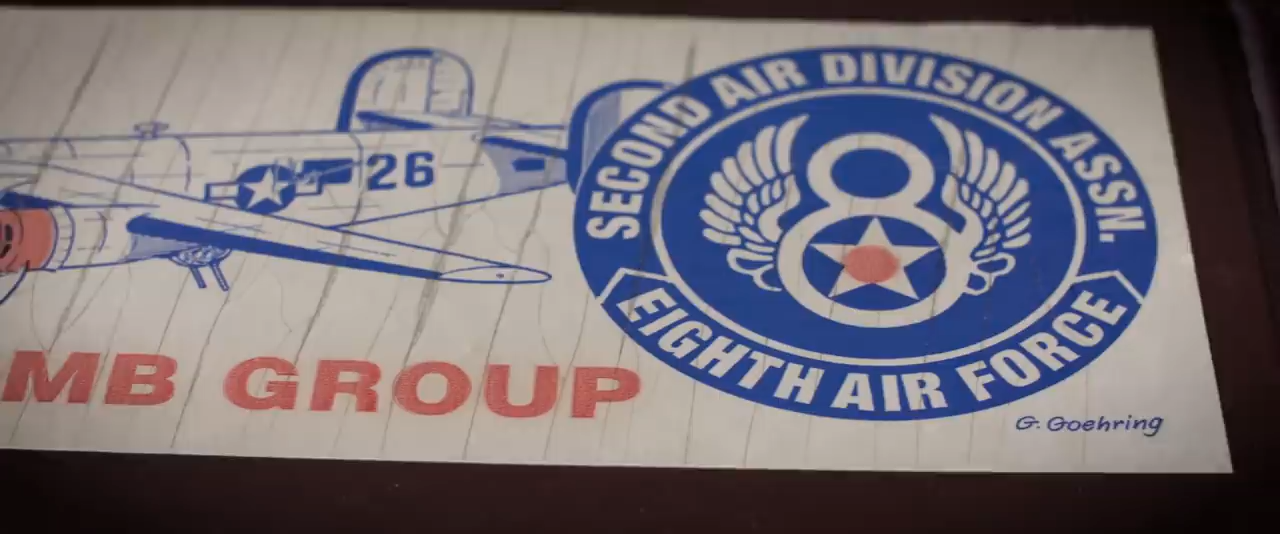 26
SECOND AIR DIVISION ASSN.
8
EIGHTH AIR FORCE
MB GROUP
G. Goehring